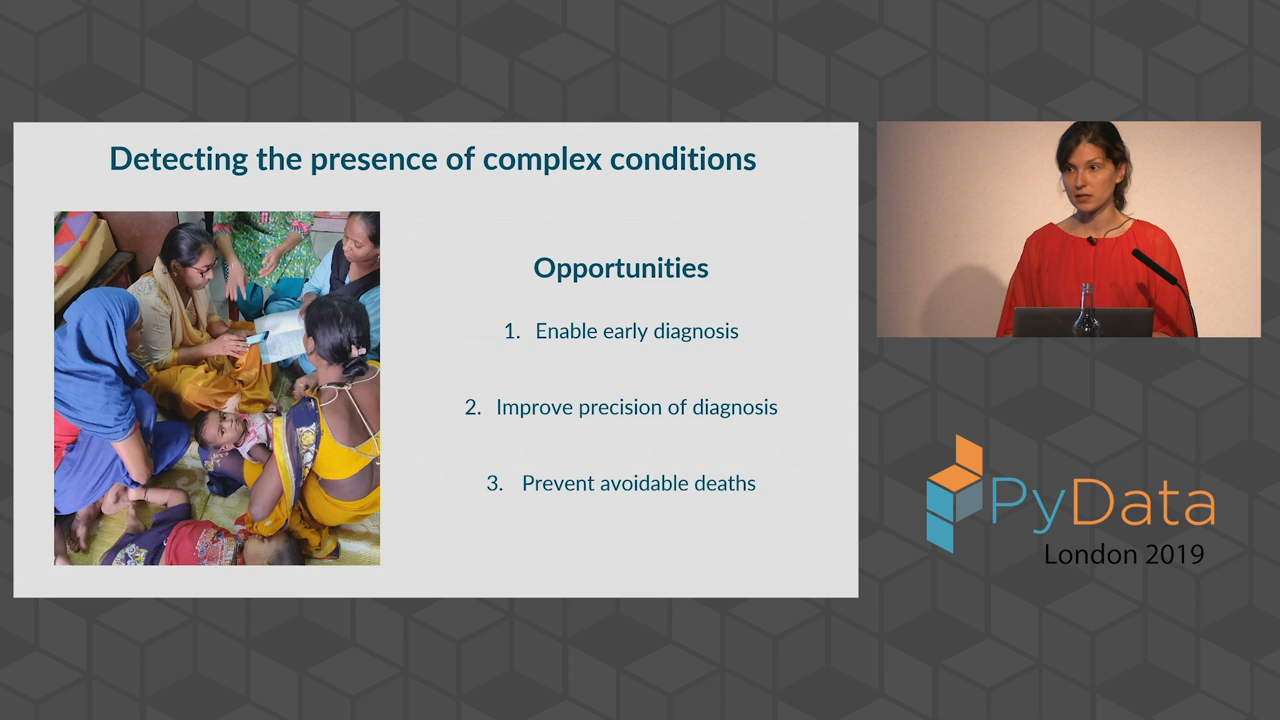 Detecting the presence of complex conditions
Opportunities
1. Enable early diagnosis
2. Improve precision of diagnosis
3. Prevent avoidable deaths
PyData
London 2019